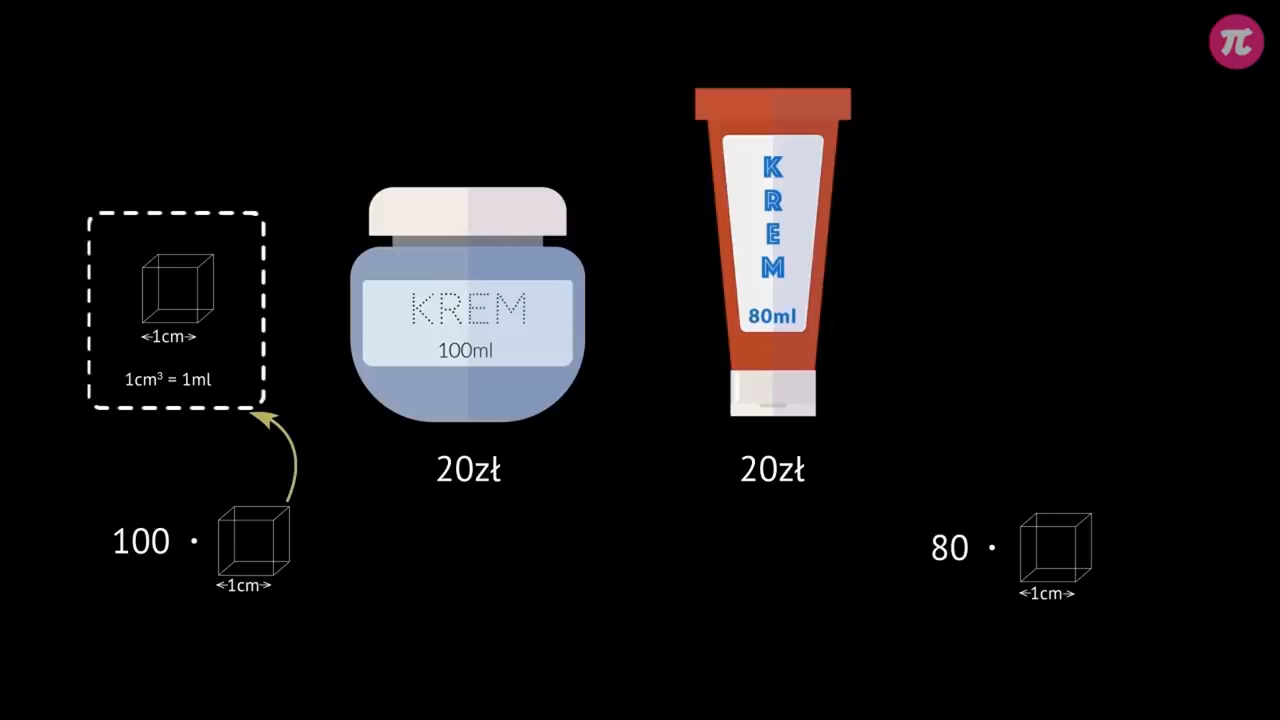 π
1cm
1cm³ = 1ml
KREM
100ml
K
R
E
M
80ml
20zł
20zł
100 ·
1cm
80 ·
1cm